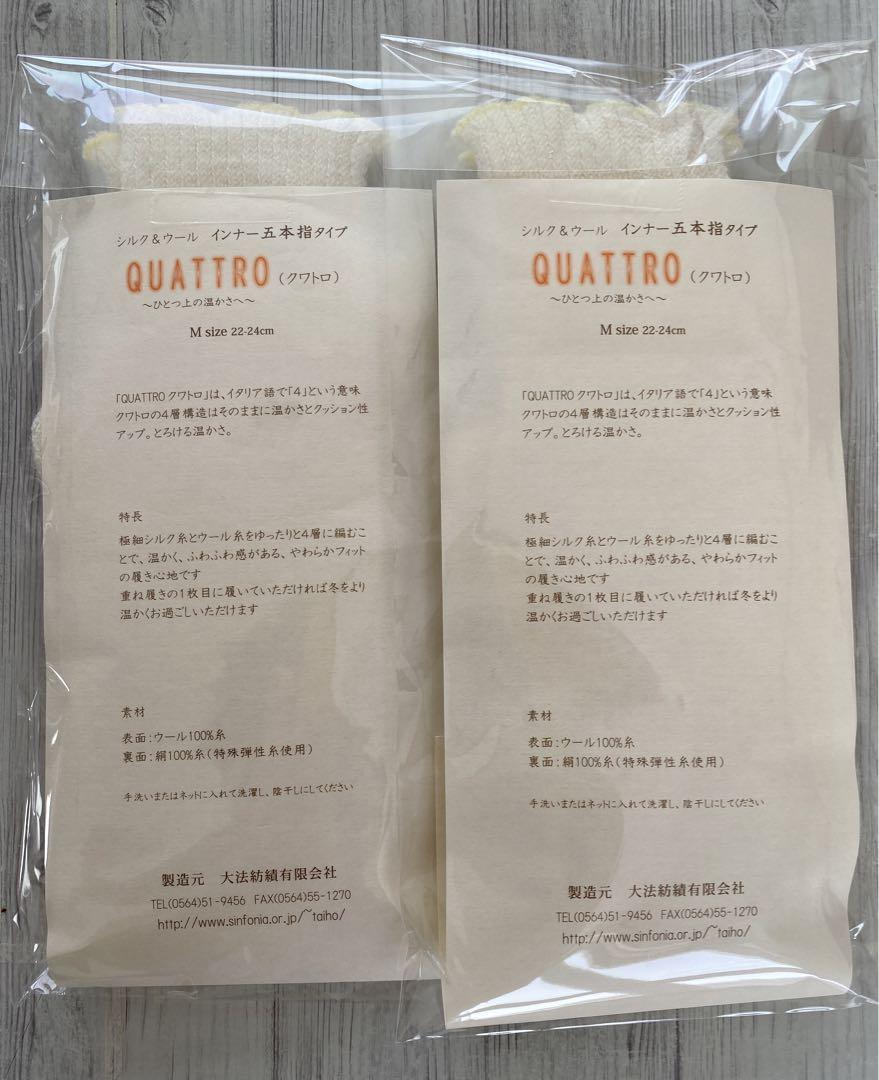 シルク＆ウール　インナー五本指タイプ
QUATTRO（クワトロ）
～ひとつ上の温かさへ～
M size 22-24cm
「QUATTROクワトロ」は、イタリア語で「4」という意味
クワトロの4層構造はそのままに温かさとクッション性
アップ。とろける温かさ。
特長
極細シルク糸とウール糸をゆったりと4層に編むこ
とで、温かく、ふわふわ感がある、やわらかフィット
の履き心地です
重ね履きの1枚目に履いていただければ冬をより
温かくお過ごしいただけます
素材
表面：ウール100%糸
裏面：絹100%糸（特殊弾性糸使用）
手洗いまたはネットに入れて洗濯し、陰干しにしてください
製造元　大法紡績有限会社
TEL(0564)51-9456 FAX(0564)55-1270
http://www.sinfonia.or.jp/~taiho/
シルク＆ウール　インナー五本指タイプ
QUATTRO（クワトロ）
～ひとつ上の温かさへ～
M size 22-24cm
「QUATTROクワトロ」は、イタリア語で「4」という意味
クワトロの4層構造はそのままに温かさとクッション性
アップ。とろける温かさ。
特長
極細シルク糸とウール糸をゆったりと4層に編むこ
とで、温かく、ふわふわ感がある、やわらかフィット
の履き心地です
重ね履きの1枚目に履いていただければ冬をより
温かくお過ごしいただけます
素材
表面：ウール100%糸
裏面：絹100%糸（特殊弾性糸使用）
手洗いまたはネットに入れて洗濯し、陰干しにしてください
製造元　大法紡績有限会社
TEL(0564)51-9456 FAX(0564)55-1270
http://www.sinfonia.or.jp/~taiho/